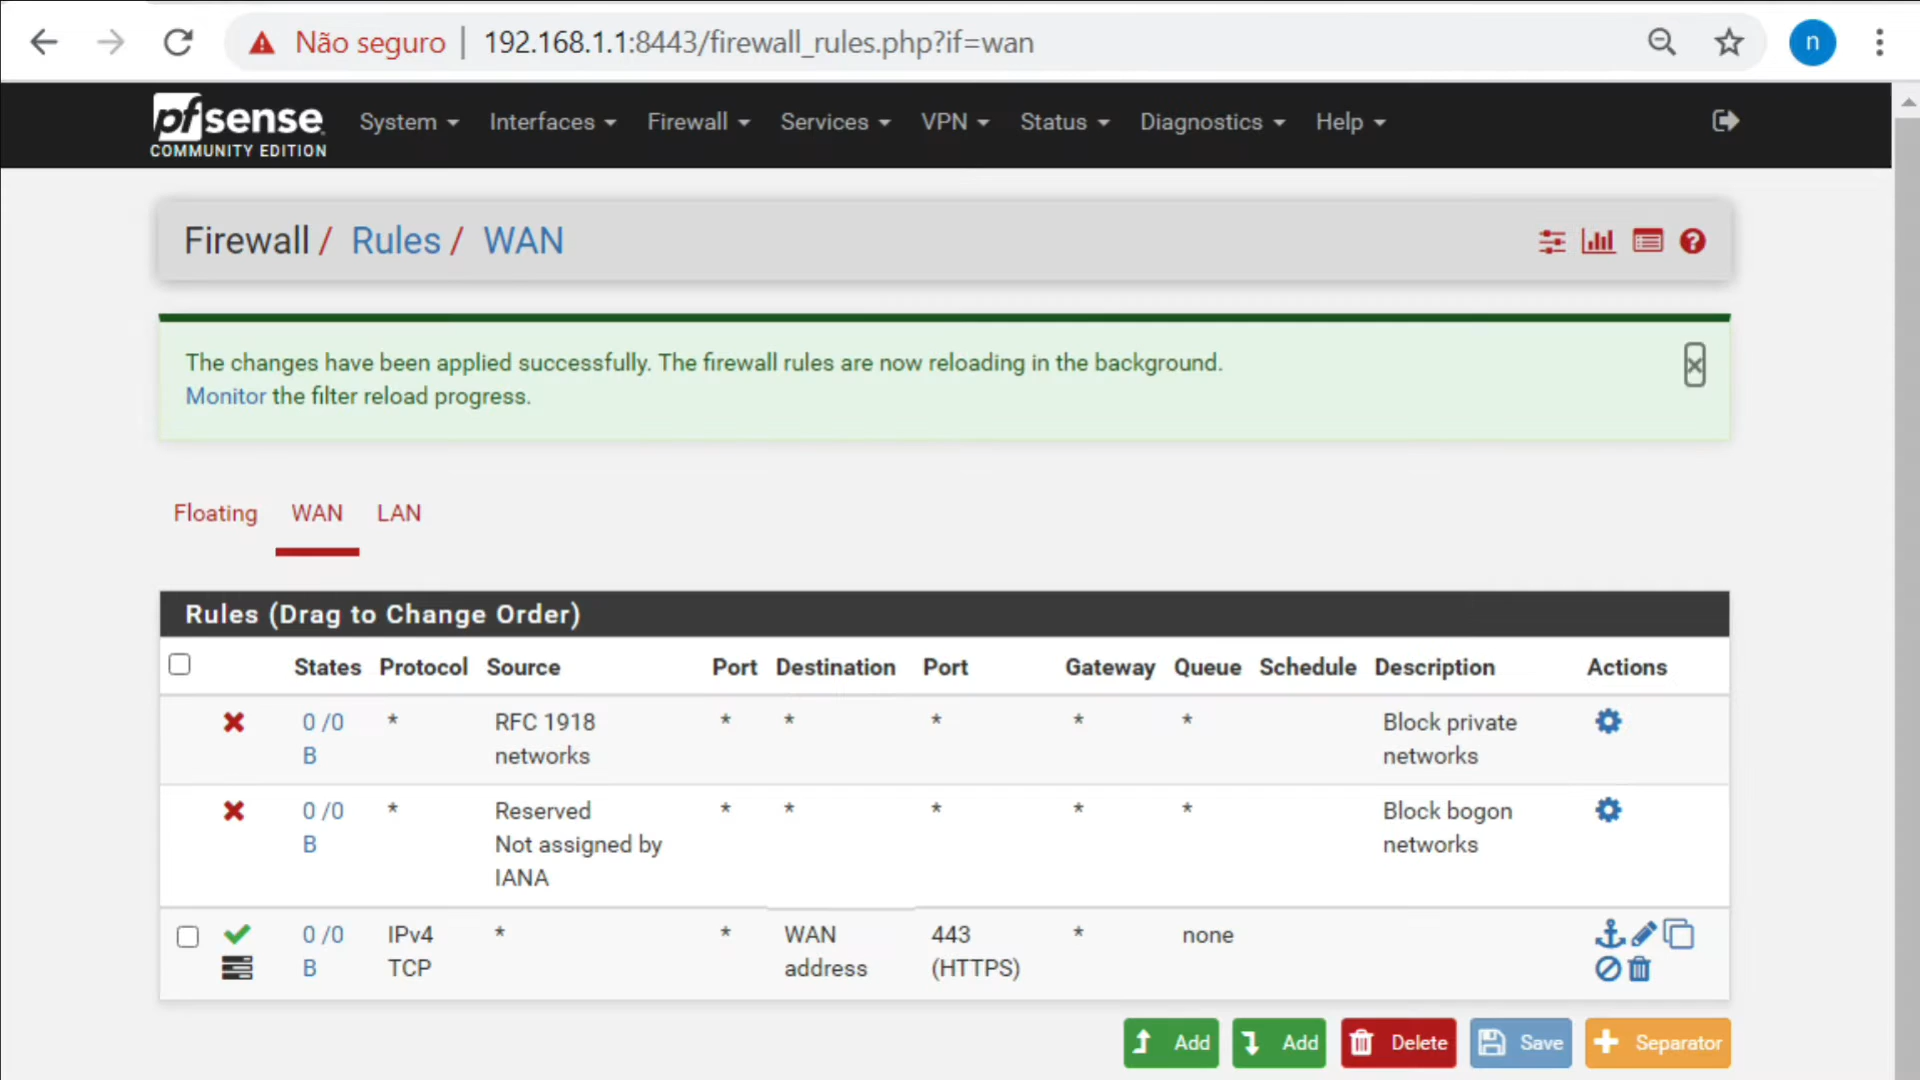 Não seguro | 192.168.1.1:8443/firewall_rules.php?if=wan
n
pfsense
COMMUNITY EDITION
System Interfaces Firewall Services VPN Status Diagnostics Help
Firewall / Rules / WAN
The changes have been applied successfully. The firewall rules are now reloading in the background.
Monitor the filter reload progress.
Floating WAN LAN
Rules (Drag to Change Order)
States Protocol Source Port Destination Port Gateway Queue Schedule Description Actions
0 /0 * RFC 1918 * * * * * Block private
B networks networks
0 /0 * Reserved * * * * * Block bogon
B Not assigned by networks
IANA
0 /0 IPv4 * * WAN 443 * none
B TCP address (HTTPS)
Add Add Delete Save Separator